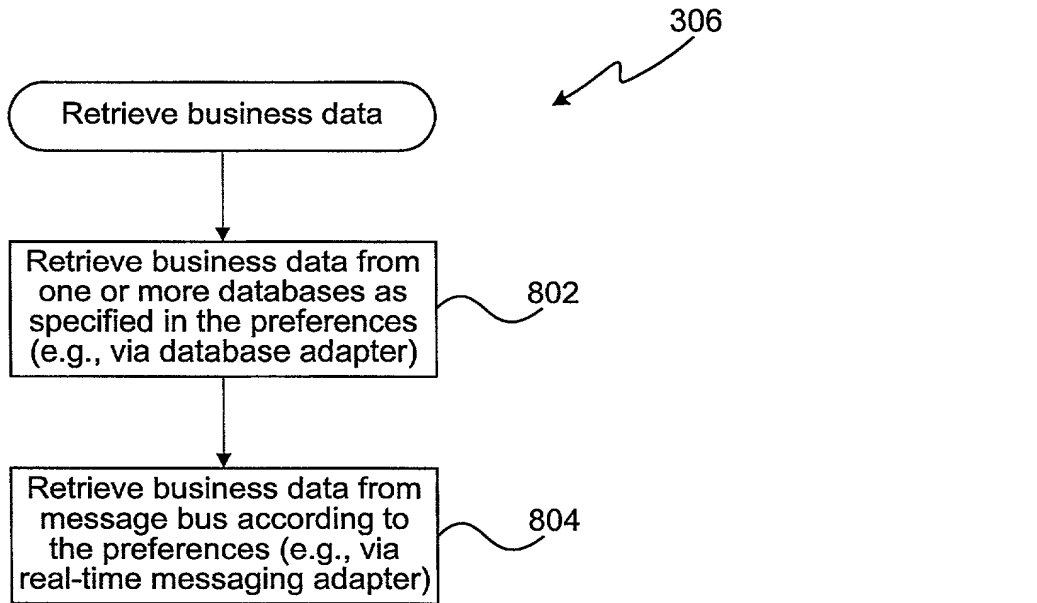 306
Retrieve business data
Retrieve business data from
one or more databases as
specified in the preferences
(e.g., via database adapter)
802
Retrieve business data from
message bus according to
the preferences (e.g., via
real-time messaging adapter)
804